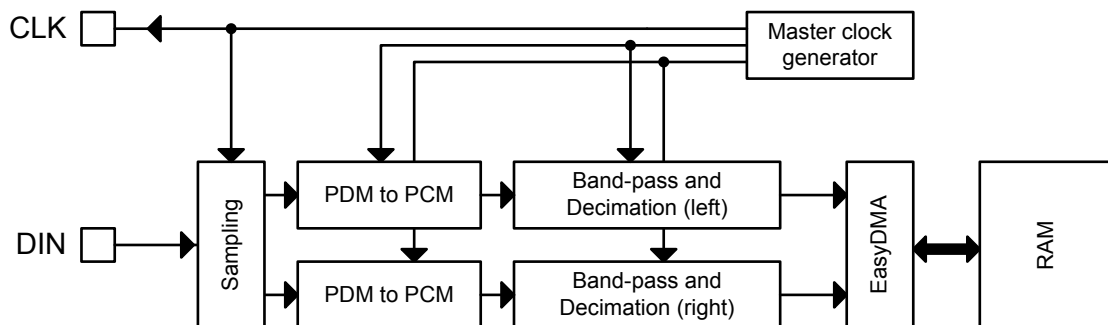 CLK
Master clock
generator
DIN
Sampling
PDM to PCM
Band-pass and
Decimation (left)
PDM to PCM
Band-pass and
Decimation (right)
EasyDMA
RAM